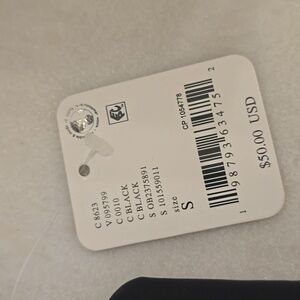 C 8623
V 095799
C 0010
C BLACK
C BLACK
S OB2375891
S 101559011
size
S
CP:1054778
1 98793 63475 2
$50.00 USD